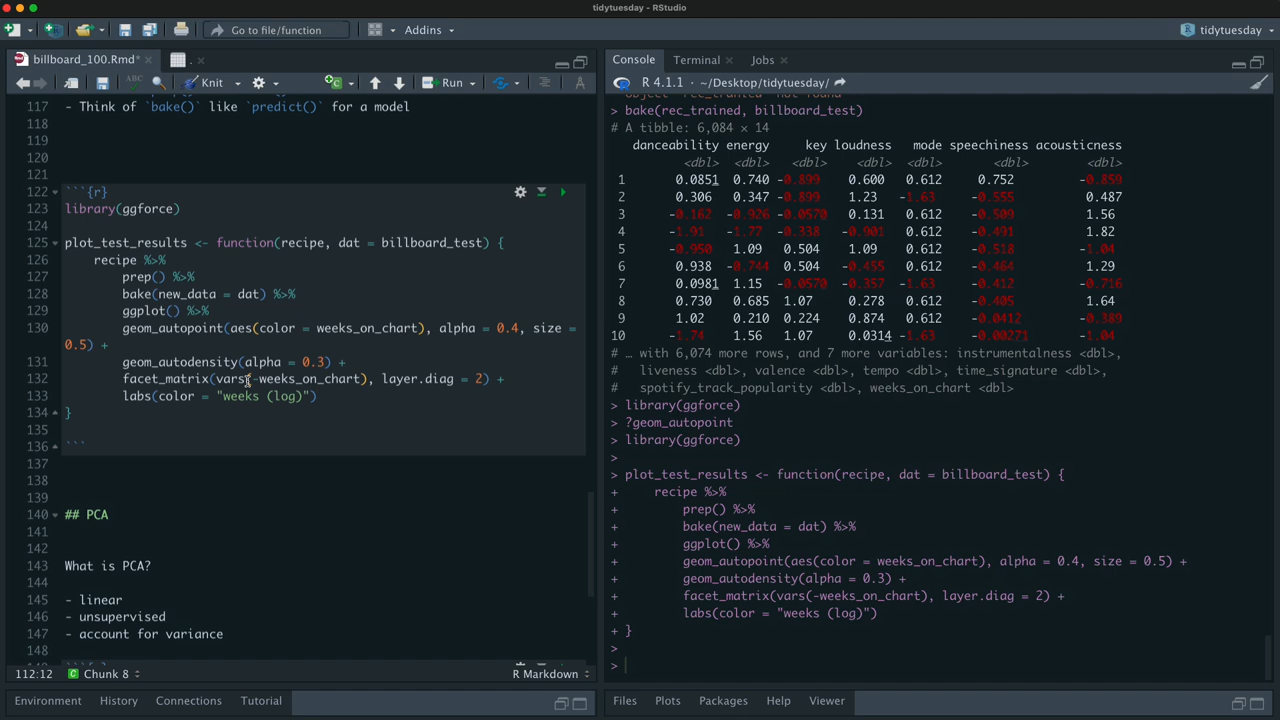 tidytuesday - RStudio
Go to file/function
Addins
tidytuesday
billboard_100.Rmd*
.
ABC
Knit
Run
117 - Think of `bake()` like `predict()` for a model
118
119
120
121
122 ```{r}
123 library(ggforce)
124
125 plot_test_results <- function(recipe, dat = billboard_test) {
126 recipe %>%
127 prep() %>%
128 bake(new_data = dat) %>%
129 ggplot() %>%
130 geom_autopoint(aes(color = weeks_on_chart), alpha = 0.4, size =
0.5) +
131 geom_autodensity(alpha = 0.3) +
132 facet_matrix(vars(-weeks_on_chart), layer.diag = 2) +
133 labs(color = "weeks (log)")
134 }
135
136 ```
137
138
139
140 ## PCA
141
142
143 What is PCA?
144
145 - linear
146 - unsupervised
147 - account for variance
148
112:12 Chunk 8 R Markdown
Environment History Connections Tutorial
Console Terminal Jobs
R 4.1.1 · ~/Desktop/tidytuesday/
> bake(rec_trained, billboard_test)
# A tibble: 6,084 × 14
danceability energy key loudness mode speechiness acousticness
<dbl> <dbl> <dbl> <dbl> <dbl> <dbl> <dbl>
1 0.0851 0.740 -0.899 0.600 0.612 0.752 -0.859
2 0.306 0.347 -0.899 1.23 -1.63 -0.555 0.487
3 -0.162 -0.926 -0.0570 0.131 0.612 -0.509 1.56
4 -1.91 -1.77 -0.338 -0.901 0.612 -0.491 1.82
5 -0.950 1.09 0.504 1.09 0.612 -0.518 -1.04
6 0.938 -0.744 0.504 -0.455 0.612 -0.464 1.29
7 0.0981 1.15 -0.0570 -0.357 -1.63 -0.412 -0.716
8 0.730 0.685 1.07 0.278 0.612 -0.405 1.64
9 1.02 0.210 0.224 0.874 0.612 -0.0412 -0.389
10 -1.74 1.56 1.07 0.0314 -1.63 -0.00271 -1.04
# … with 6,074 more rows, and 7 more variables: instrumentalness <dbl>,
# liveness <dbl>, valence <dbl>, tempo <dbl>, time_signature <dbl>,
# spotify_track_popularity <dbl>, weeks_on_chart <dbl>
> library(ggforce)
> ?geom_autopoint
> library(ggforce)
>
> plot_test_results <- function(recipe, dat = billboard_test) {
+ recipe %>%
+ prep() %>%
+ bake(new_data = dat) %>%
+ ggplot() %>%
+ geom_autopoint(aes(color = weeks_on_chart), alpha = 0.4, size = 0.5) +
+ geom_autodensity(alpha = 0.3) +
+ facet_matrix(vars(-weeks_on_chart), layer.diag = 2) +
+ labs(color = "weeks (log)")
+ }
>
>
Files Plots Packages Help Viewer